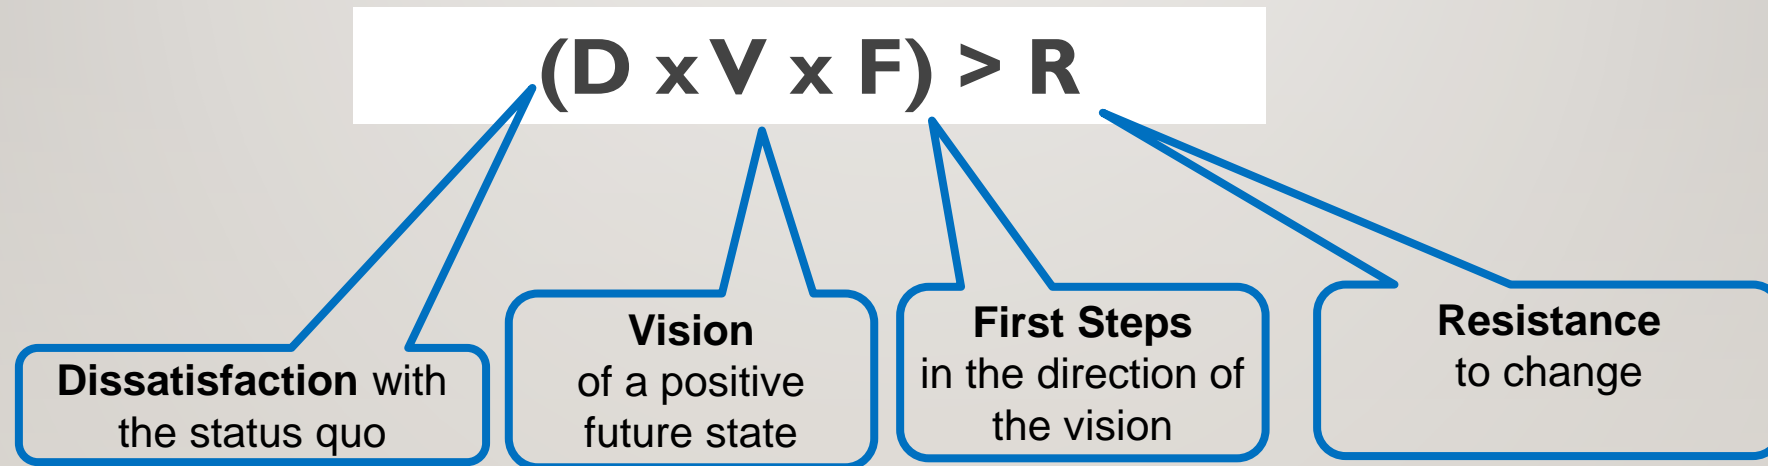 (D x V x F) > R
Dissatisfaction with
the status quo
Vision
of a positive
future state
First Steps
in the direction of
the vision
Resistance
to change